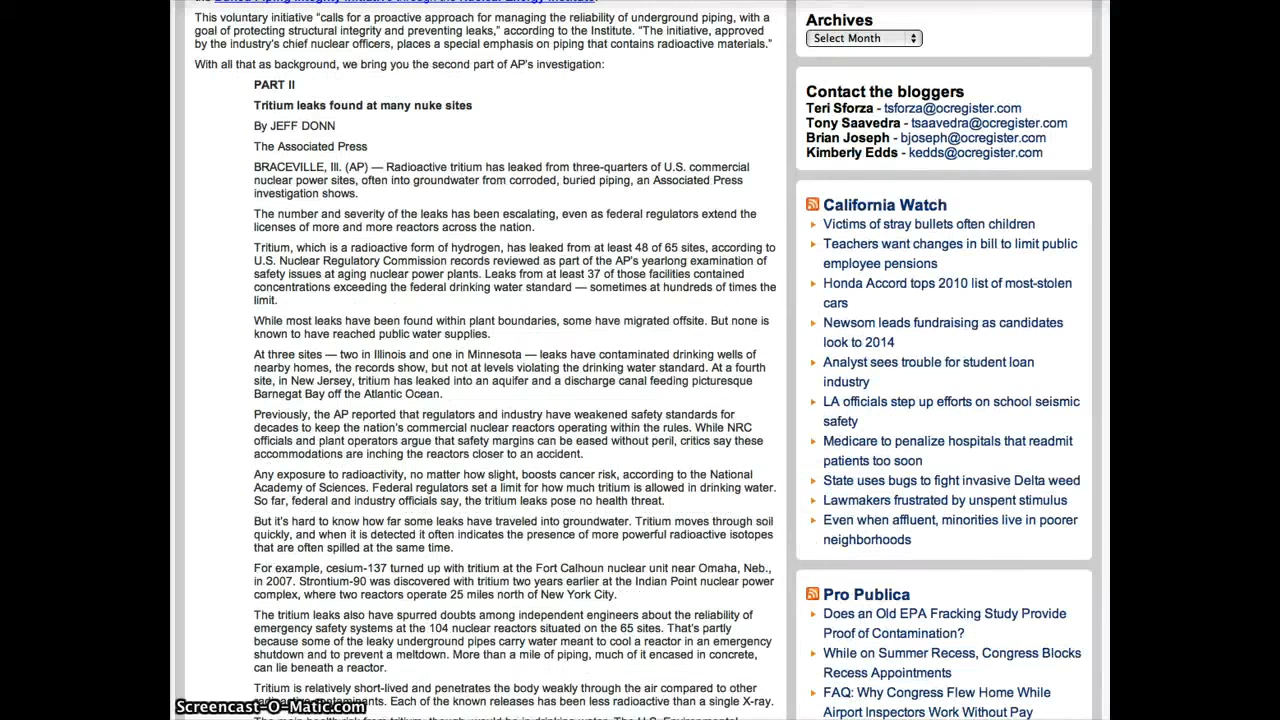 the Buried Piping Integrity Initiative through the Nuclear Energy Institute.
This voluntary initiative “calls for a proactive approach for managing the reliability of underground piping, with a
goal of protecting structural integrity and preventing leaks,” according to the Institute. “The initiative, approved
by the industry’s chief nuclear officers, places a special emphasis on piping that contains radioactive materials.”
With all that as background, we bring you the second part of AP’s investigation:
PART II
Tritium leaks found at many nuke sites
By JEFF DONN
The Associated Press
BRACEVILLE, Ill. (AP) — Radioactive tritium has leaked from three-quarters of U.S. commercial
nuclear power sites, often into groundwater from corroded, buried piping, an Associated Press
investigation shows.
The number and severity of the leaks has been escalating, even as federal regulators extend the
licenses of more and more reactors across the nation.
Tritium, which is a radioactive form of hydrogen, has leaked from at least 48 of 65 sites, according to
U.S. Nuclear Regulatory Commission records reviewed as part of the AP’s yearlong examination of
safety issues at aging nuclear power plants. Leaks from at least 37 of those facilities contained
concentrations exceeding the federal drinking water standard — sometimes at hundreds of times the
limit.
While most leaks have been found within plant boundaries, some have migrated offsite. But none is
known to have reached public water supplies.
At three sites — two in Illinois and one in Minnesota — leaks have contaminated drinking wells of
nearby homes, the records show, but not at levels violating the drinking water standard. At a fourth
site, in New Jersey, tritium has leaked into an aquifer and a discharge canal feeding picturesque
Barnegat Bay off the Atlantic Ocean.
Previously, the AP reported that regulators and industry have weakened safety standards for
decades to keep the nation’s commercial nuclear reactors operating within the rules. While NRC
officials and plant operators argue that safety margins can be eased without peril, critics say these
accommodations are inching the reactors closer to an accident.
Any exposure to radioactivity, no matter how slight, boosts cancer risk, according to the National
Academy of Sciences. Federal regulators set a limit for how much tritium is allowed in drinking water.
So far, federal and industry officials say, the tritium leaks pose no health threat.
But it’s hard to know how far some leaks have traveled into groundwater. Tritium moves through soil
quickly, and when it is detected it often indicates the presence of more powerful radioactive isotopes
that are often spilled at the same time.
For example, cesium-137 turned up with tritium at the Fort Calhoun nuclear unit near Omaha, Neb.,
in 2007. Strontium-90 was discovered with tritium two years earlier at the Indian Point nuclear power
complex, where two reactors operate 25 miles north of New York City.
The tritium leaks also have spurred doubts among independent engineers about the reliability of
emergency safety systems at the 104 nuclear reactors situated on the 65 sites. That’s partly
because some of the leaky underground pipes carry water meant to cool a reactor in an emergency
shutdown and to prevent a meltdown. More than a mile of piping, much of it encased in concrete,
can lie beneath a reactor.
Tritium is relatively short-lived and penetrates the body weakly through the air compared to other
Each of the known releases has been less radioactive than a single X-ray.
Screencast-O-Matic.com
Archives
Select Month
Contact the bloggers
Teri Sforza - tsforza@ocregister.com
Tony Saavedra - tsaavedra@ocregister.com
Brian Joseph - bjoseph@ocregister.com
Kimberly Edds - kedds@ocregister.com
California Watch
Victims of stray bullets often children
Teachers want changes in bill to limit public
employee pensions
Honda Accord tops 2010 list of most-stolen
cars
Newsom leads fundraising as candidates
look to 2014
Analyst sees trouble for student loan
industry
LA officials step up efforts on school seismic
safety
Medicare to penalize hospitals that readmit
patients too soon
State uses bugs to fight invasive Delta weed
Lawmakers frustrated by unspent stimulus
Even when affluent, minorities live in poorer
neighborhoods
Pro Publica
Does an Old EPA Fracking Study Provide
Proof of Contamination?
While on Summer Recess, Congress Blocks
Recess Appointments
FAQ: Why Congress Flew Home While
Airport Inspectors Work Without Pay